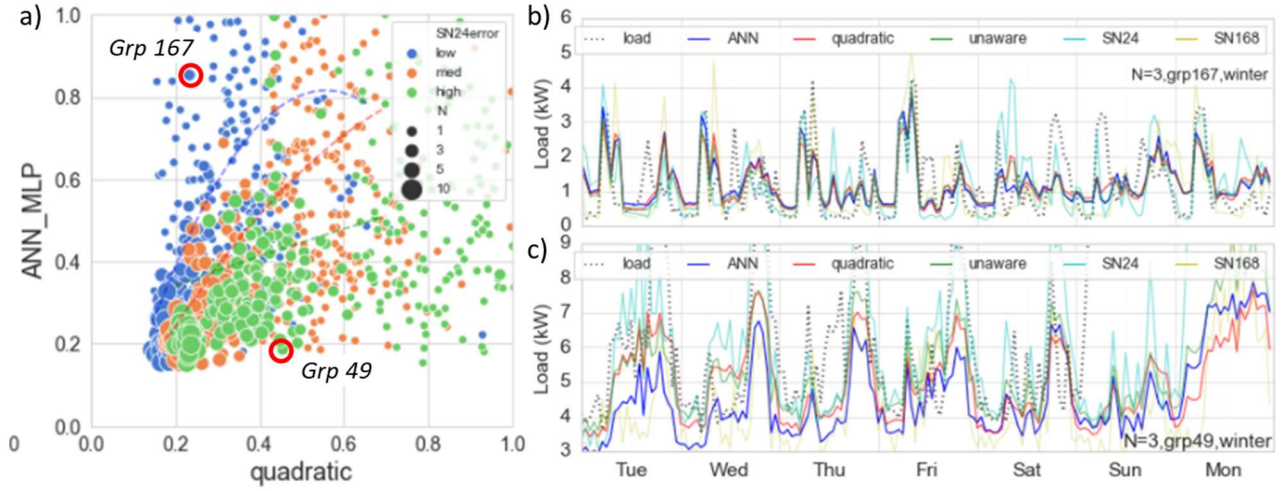 a)
1.0
0.8
0.6
0.4
0.2
0.0
ANN_MLP
0
0.0 0.2 0.4 0.6 0.8 1.0
quadratic
Grp 167
Grp 49
SN24error
low
med
high
N
1
3
5
10
b)
6
5
4
3
2
1
0
Load (kW)
load ANN quadratic unaware SN24 SN168
N=3,grp167,winter
c)
9
8
7
6
5
4
3
Load (kW)
load ANN quadratic unaware SN24 SN168
N=3,grp49,winter
Tue Wed Thu Fri Sat Sun Mon